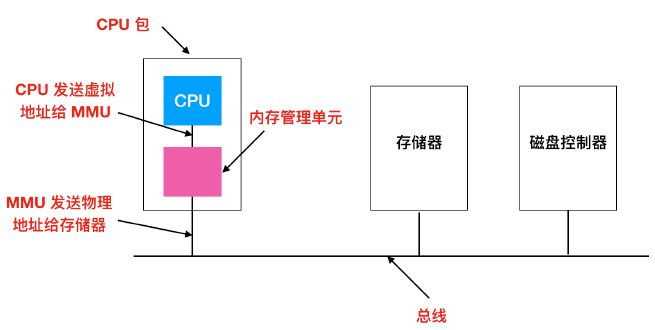 CPU 包
CPU 发送虚拟
地址给 MMU
CPU
内存管理单元
存储器
磁盘控制器
MMU 发送物理
地址给存储器
总线